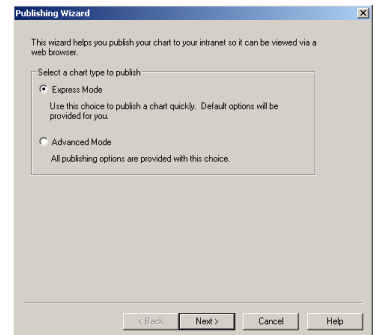 Publishing Wizard
This wizard helps you publish your chart to your intranet so it can be viewed via a
web browser.
Select a chart type to publish
Express Mode
Use this choice to publish a chart quickly. Default options will be
provided for you.
Advanced Mode
All publishing options are provided with this choice.
< Back Next > Cancel Help